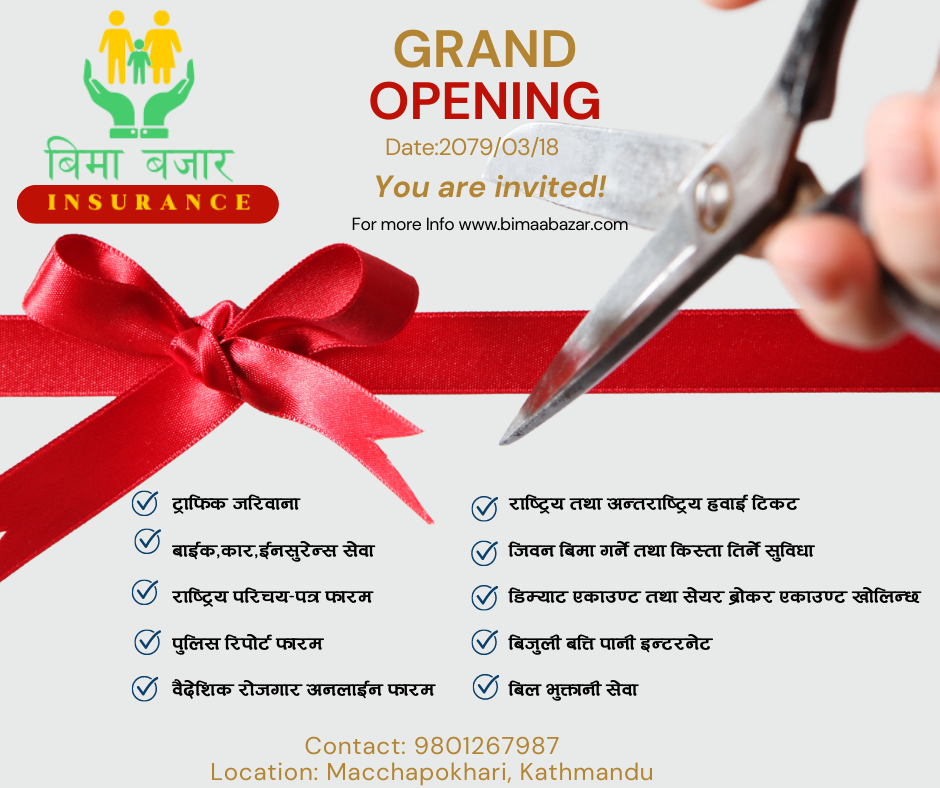 बिमा बजार
INSURANCE
GRAND
OPENING
Date:2079/03/18
You are invited!
For more Info www.bimaabazar.com
ट्राफिक जरिवाना
बाईक,कार,ईनसुरेन्स सेवा
राष्ट्रिय परिचय-पत्र फारम
पुलिस रिपोर्ट फारम
वैदेशिक रोजगार अनलाईन फारम
राष्ट्रिय तथा अन्तराष्ट्रिय हवाई टिकट
जिवन बिमा गर्ने तथा किस्ता तिर्ने सुविधा
डिम्याट एकाउण्ट तथा सेयर ब्रोकर एकाउण्ट खोलिन्छ
बिजुली बत्ति पानी इन्टरनेट
बिल भुक्तानी सेवा
Contact: 9801267987
Location: Macchapokhari, Kathmandu